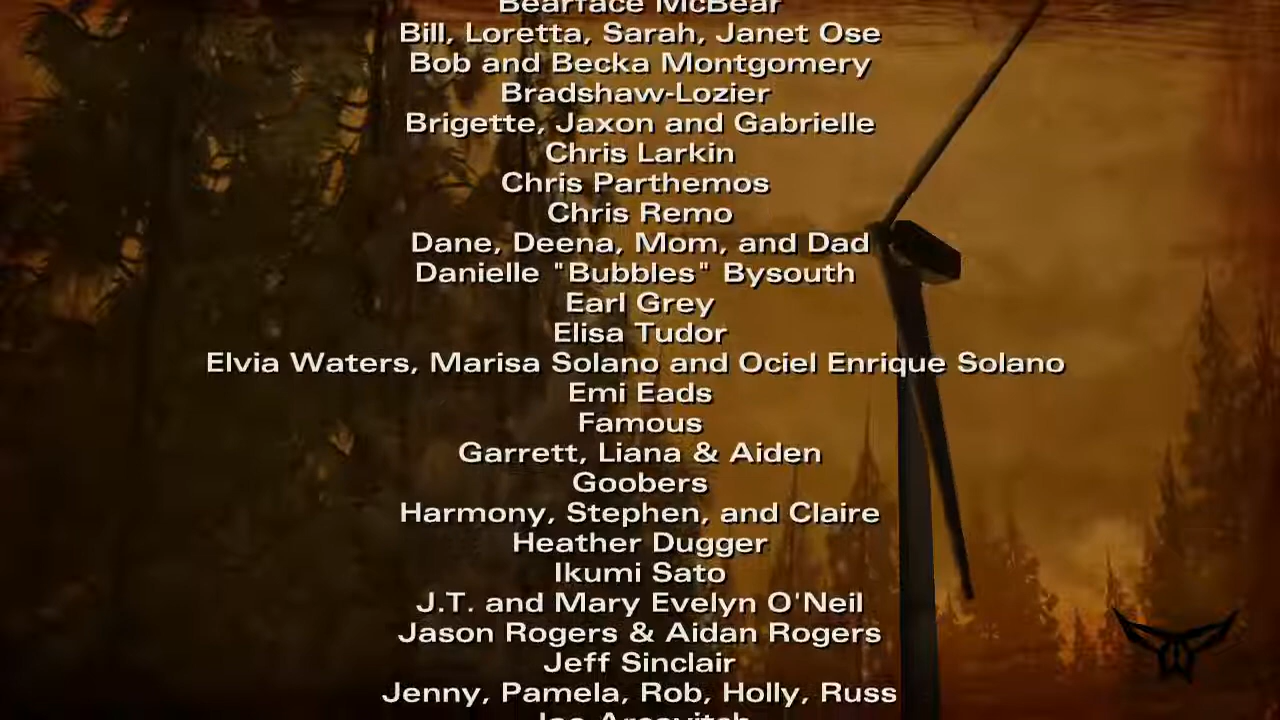 Bearface McBear
Bill, Loretta, Sarah, Janet Ose
Bob and Becka Montgomery
Bradshaw-Lozier
Brigette, Jaxon and Gabrielle
Chris Larkin
Chris Parthemos
Chris Remo
Dane, Deena, Mom, and Dad
Danielle "Bubbles" Bysouth
Earl Grey
Elisa Tudor
Elvia Waters, Marisa Solano and Ociel Enrique Solano
Emi Eads
Famous
Garrett, Liana & Aiden
Goobers
Harmony, Stephen, and Claire
Heather Dugger
Ikumi Sato
J.T. and Mary Evelyn O'Neil
Jason Rogers & Aidan Rogers
Jeff Sinclair
Jenny, Pamela, Rob, Holly, Russ